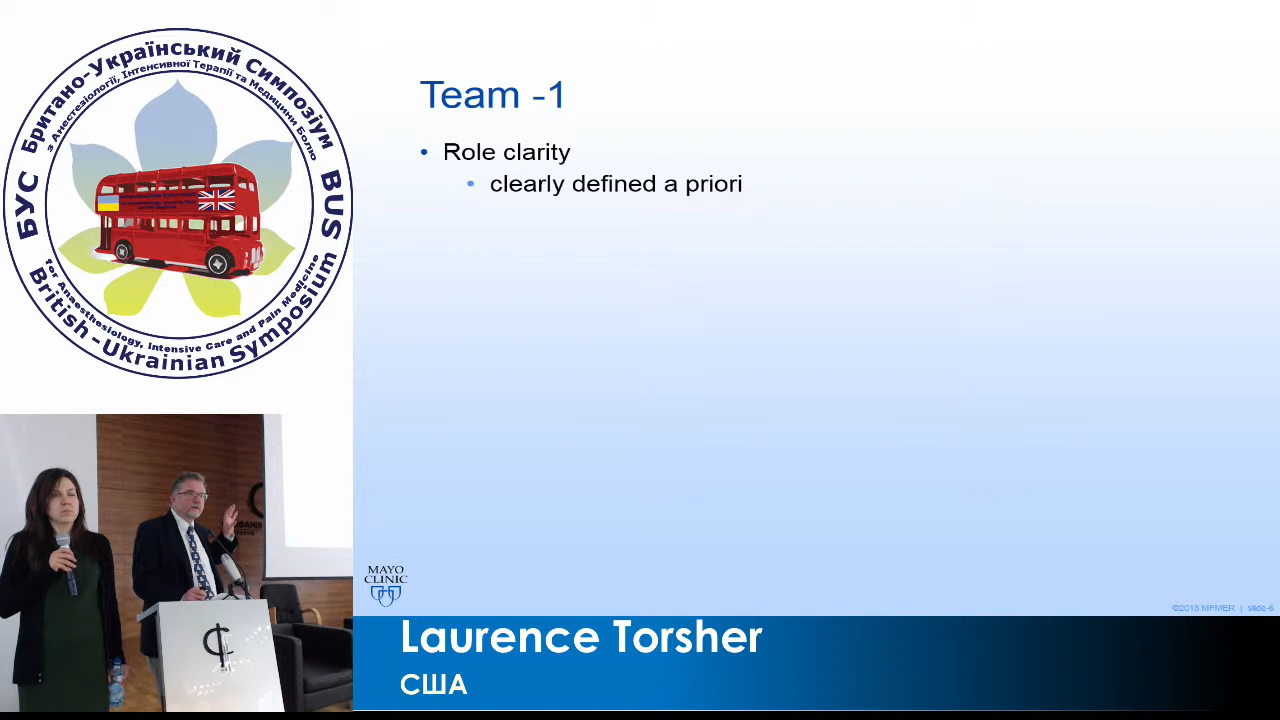 Британо-Український Симпозіум
з Анестезіології, Інтенсивної Терапії та Медицини Болю
БУС
BUS
for Anaesthesiology, Intensive Care and Pain Medicine
British-Ukrainian Symposium
Team -1
• Role clarity
• clearly defined a priori
MAYO
CLINIC
©2013 MFMER | slide-6
Laurence Torsher
США